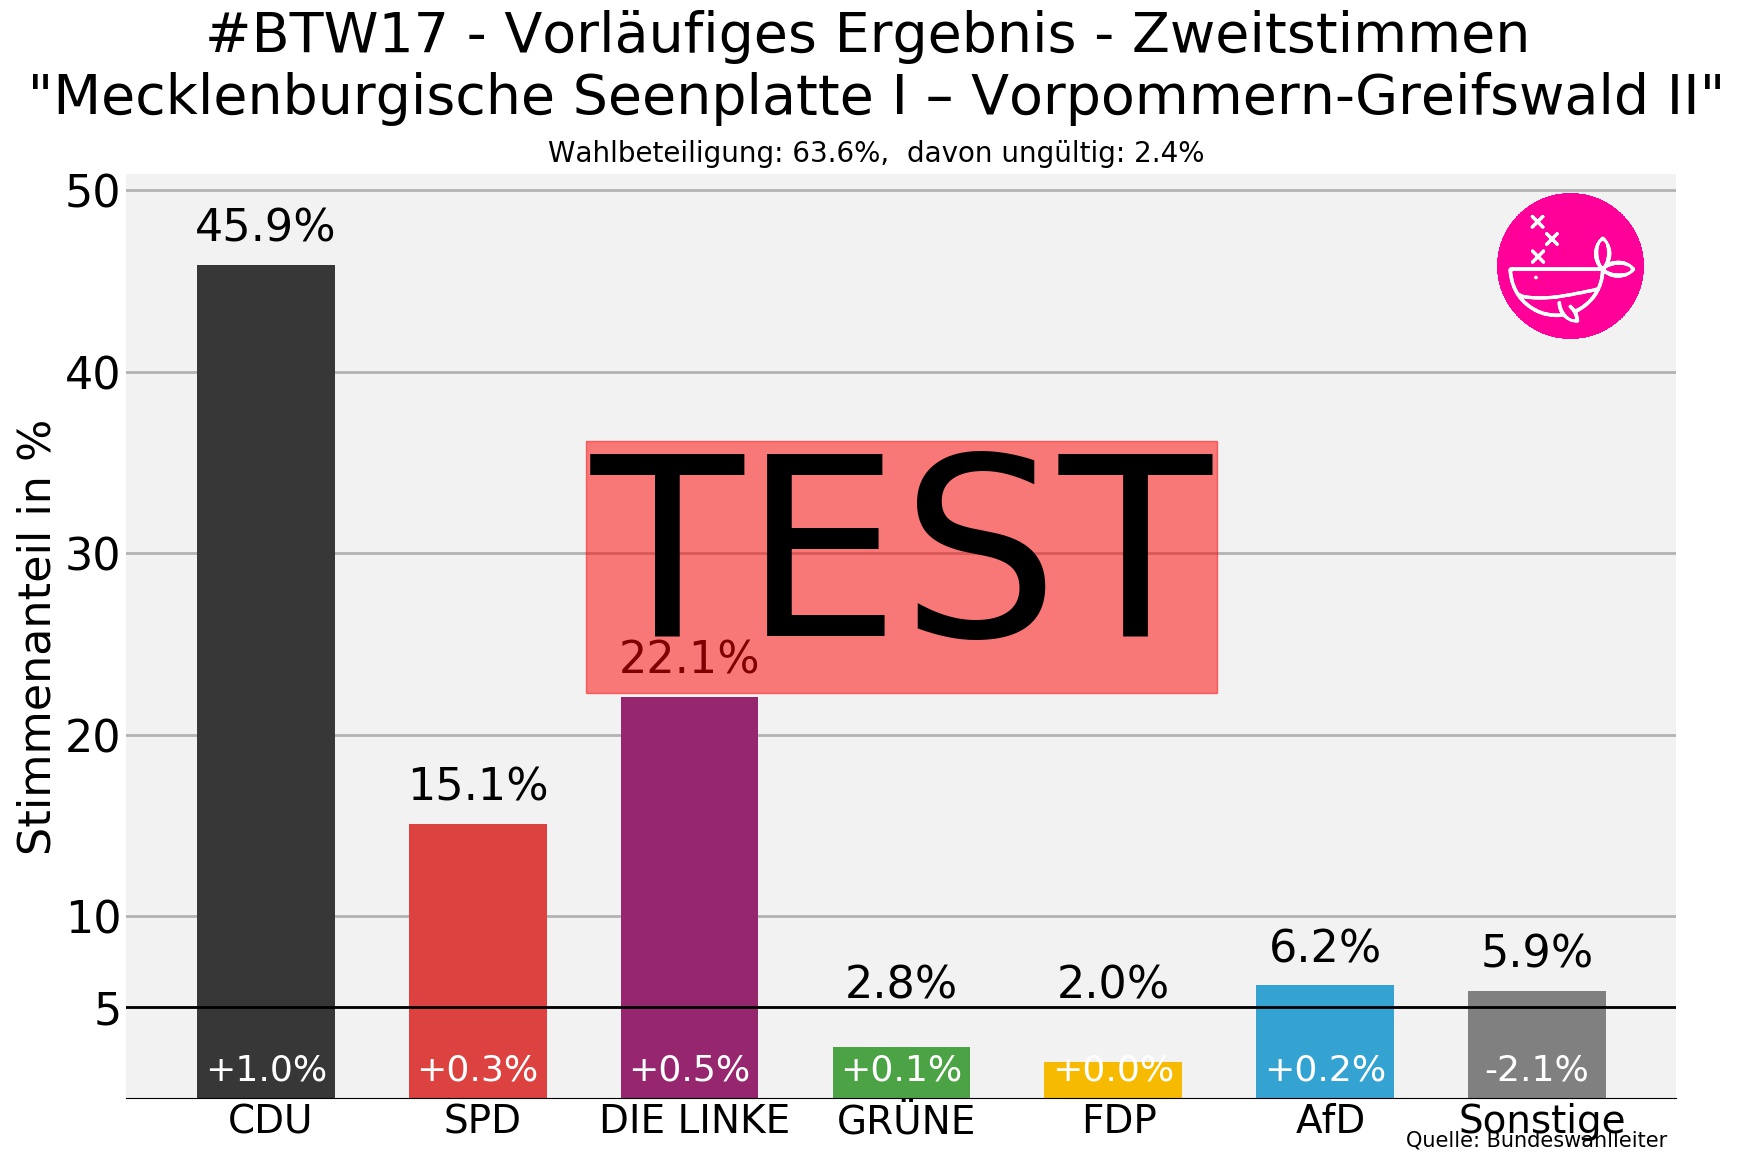 #BTW17 - Vorläufiges Ergebnis - Zweitstimmen
"Mecklenburgische Seenplatte I – Vorpommern-Greifswald II"
Wahlbeteiligung: 63.6%,  davon ungültig: 2.4%
Stimmenanteil in %
50
40
30
20
10
5
45.9%
15.1%
22.1%
2.8%
2.0%
6.2%
5.9%
TEST
+1.0%
+0.3%
+0.5%
+0.1%
+0.0%
+0.2%
-2.1%
CDU
SPD
DIE LINKE
GRÜNE
FDP
AfD
Sonstige
Quelle: Bundeswahlleiter